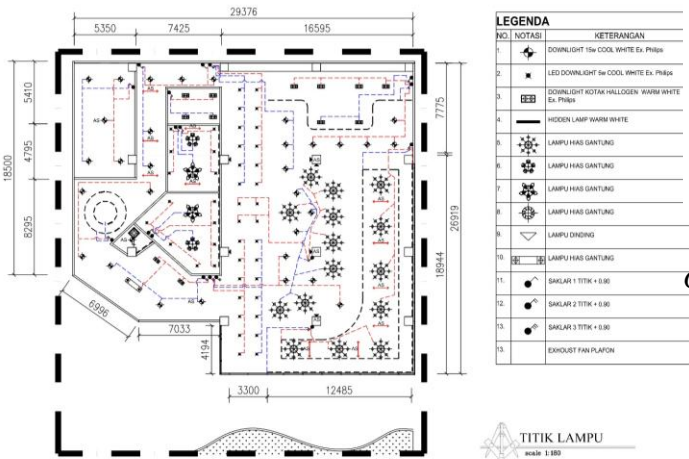 29376
5350 7425 16595
18500
5410
4795
8295
7775
18944
26919
6996
7033
4194
3300 12485
LEGENDA
NO. NOTASI KETERANGAN
1. DOWNLIGHT 15w COOL WHITE Ex. Philips
2. LED DOWNLIGHT 5w COOL WHITE Ex. Philips
3. DOWNLIGHT KOTAK HALLOGEN WARM WHITE
Ex. Philips
4. HIDDEN LAMP WARM WHITE
5. LAMPU HIAS GANTUNG
6. LAMPU HIAS GANTUNG
7. LAMPU HIAS GANTUNG
8. LAMPU HIAS GANTUNG
9. LAMPU DINDING
10. LAMPU HIAS GANTUNG
11. SAKLAR 1 TITIK + 0.90
12. SAKLAR 2 TITIK + 0.90
13. SAKLAR 3 TITIK + 0.90
13. EXHOUST FAN PLAFON
TITIK LAMPU
scale 1:180